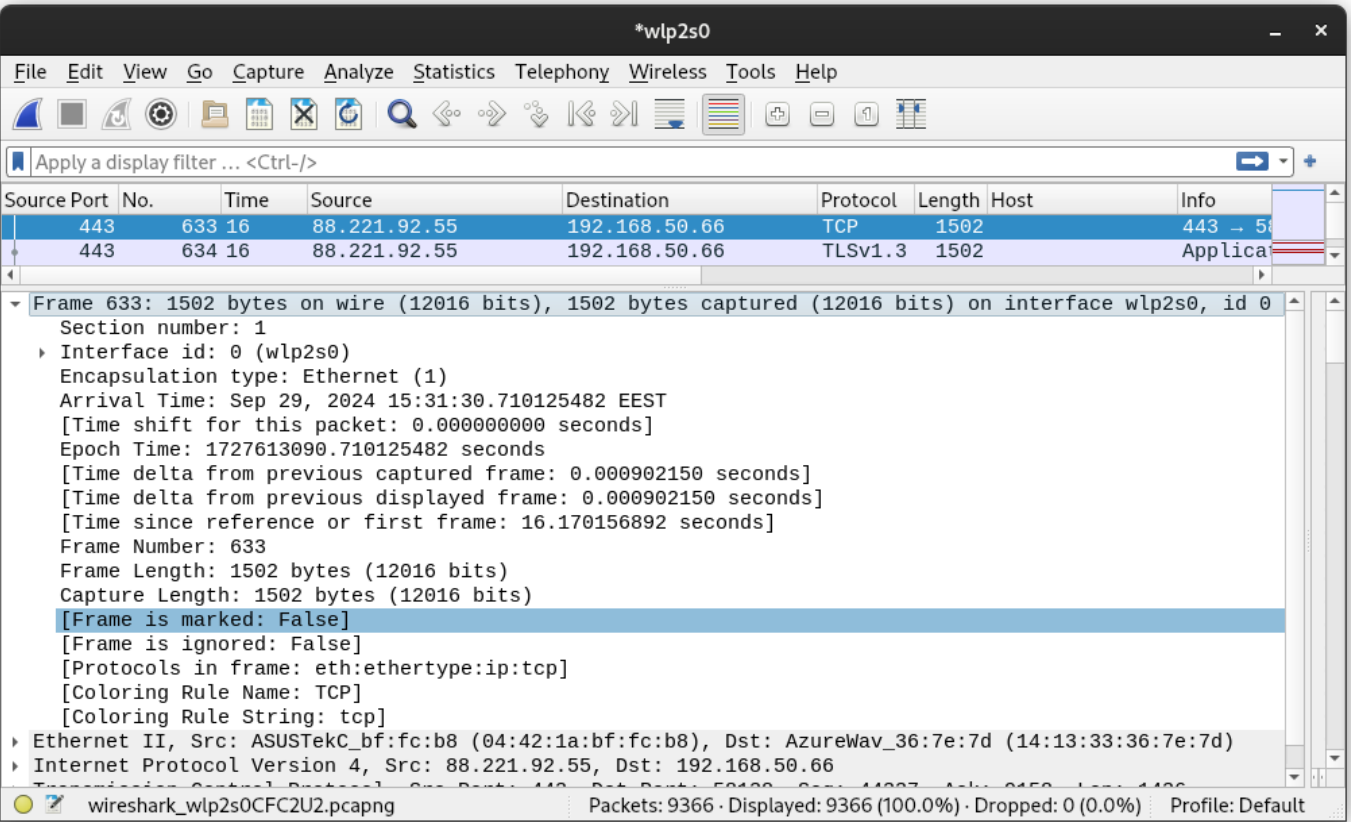 *wlp2s0
File Edit View Go Capture Analyze Statistics Telephony Wireless Tools Help
Apply a display filter … <Ctrl-/>
Source Port No. Time Source Destination Protocol Length Host Info
443 633 16 88.221.92.55 192.168.50.66 TCP 1502 443 → 58
443 634 16 88.221.92.55 192.168.50.66 TLSv1.3 1502 Applica
Frame 633: 1502 bytes on wire (12016 bits), 1502 bytes captured (12016 bits) on interface wlp2s0, id 0
Section number: 1
Interface id: 0 (wlp2s0)
Encapsulation type: Ethernet (1)
Arrival Time: Sep 29, 2024 15:31:30.710125482 EEST
[Time shift for this packet: 0.000000000 seconds]
Epoch Time: 1727613090.710125482 seconds
[Time delta from previous captured frame: 0.000902150 seconds]
[Time delta from previous displayed frame: 0.000902150 seconds]
[Time since reference or first frame: 16.170156892 seconds]
Frame Number: 633
Frame Length: 1502 bytes (12016 bits)
Capture Length: 1502 bytes (12016 bits)
[Frame is marked: False]
[Frame is ignored: False]
[Protocols in frame: eth:ethertype:ip:tcp]
[Coloring Rule Name: TCP]
[Coloring Rule String: tcp]
Ethernet II, Src: ASUSTekC_bf:fc:b8 (04:42:1a:bf:fc:b8), Dst: AzureWav_36:7e:7d (14:13:33:36:7e:7d)
Internet Protocol Version 4, Src: 88.221.92.55, Dst: 192.168.50.66
wireshark_wlp2s0CFC2U2.pcapng Packets: 9366 · Displayed: 9366 (100.0%) · Dropped: 0 (0.0%) Profile: Default